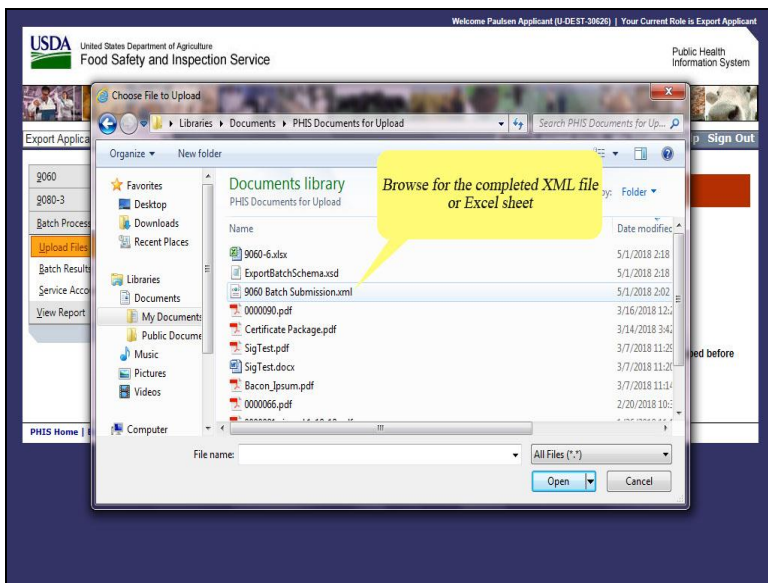 Welcome Paulsen Applicant (U-DEST-30626) | Your Current Role is Export Applicant
USDA
United States Department of Agriculture
Food Safety and Inspection Service
Public Health
Information System
Choose File to Upload
Libraries
Documents
PHIS Documents for Upload
Search PHIS Documents for Up...
Export Applica
Sign Out
Organize
New folder
9060
9080-3
Batch Process
Upload Files
Batch Results
Service Acco
View Report
Favorites
Desktop
Downloads
Recent Places
Libraries
Documents
My Documents
Public Docume
Music
Pictures
Videos
Computer
Documents library
PHIS Documents for Upload
Browse for the completed XML file
or Excel sheet
Folder
Name
Date modified
9060-6.xlsx 5/1/2018 2:18
ExportBatchSchema.xsd 5/1/2018 2:18
9060 Batch Submission.xml 5/1/2018 2:02
0000090.pdf 3/16/2018 12:2
Certificate Package.pdf 3/14/2018 3:42
SigTest.pdf 3/7/2018 11:29
SigTest.docx 3/7/2018 11:20
Bacon_Ipsum.pdf 3/7/2018 11:14
0000066.pdf 2/20/2018 10:3
ped before
PHIS Home |
File name:
All Files (*.*)
Open
Cancel